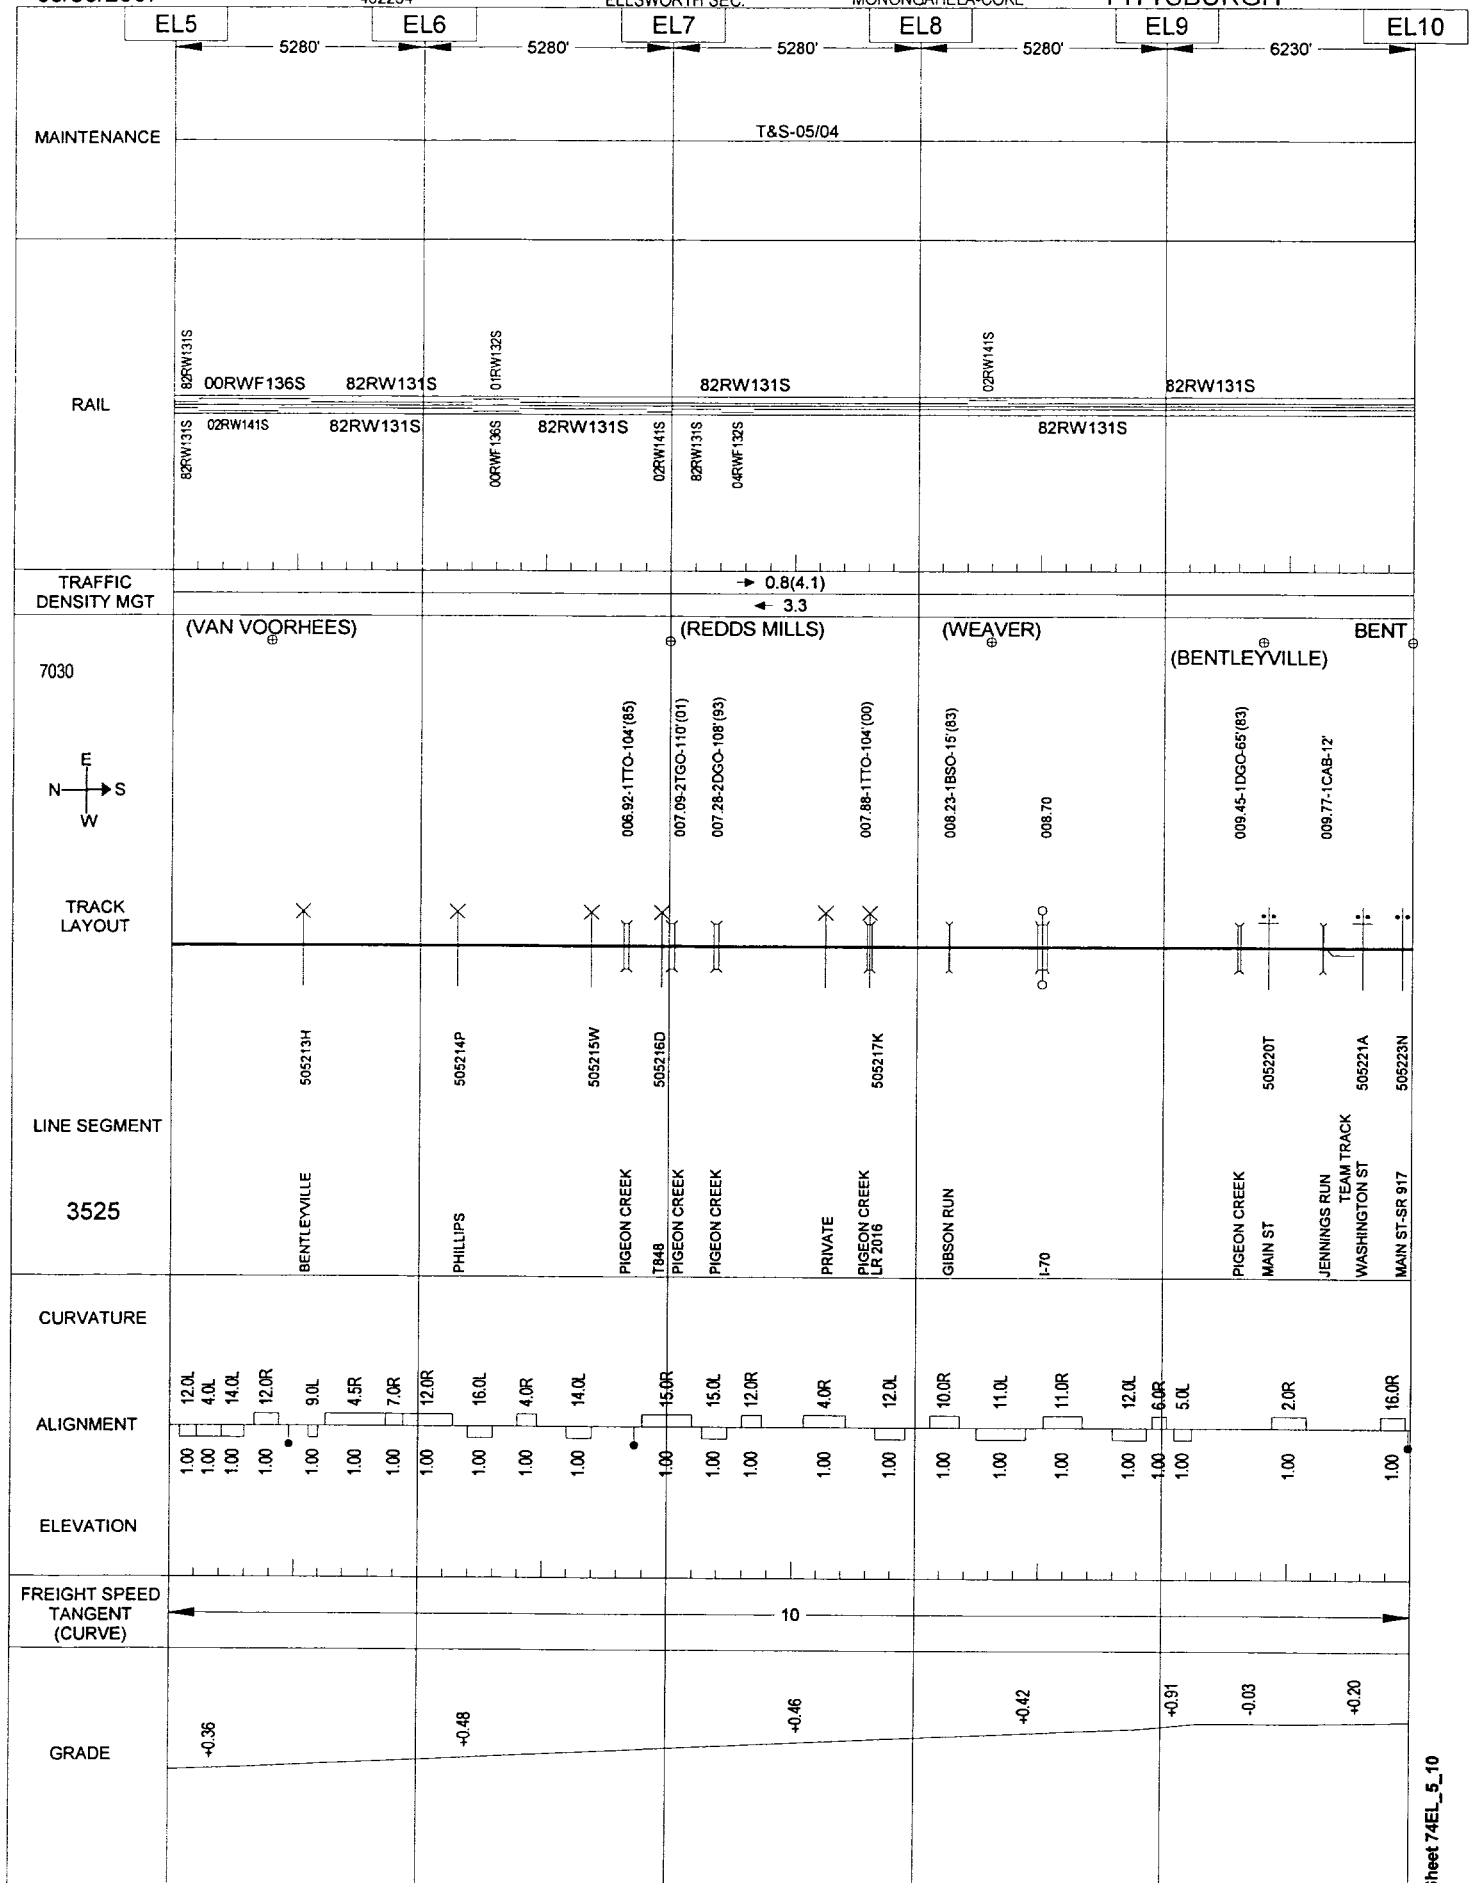 PITTSBURGH
EL5 EL6 EL7 EL8 EL9 EL10
5280' 5280' 5280' 5280' 6230'
MAINTENANCE
T&S-05/04
RAIL
82RW131S 00RWF136S 82RW131S 01RW132S 82RW131S 02RW141S 82RW131S
82RW131S 02RW141S 82RW131S 00RWF136S 82RW131S 02RW141S 82RW131S 04RWF132S 82RW131S
TRAFFIC
DENSITY MGT
→ 0.8(4.1)
← 3.3
(VAN VOORHEES) (REDDS MILLS) (WEAVER) BENT
(BENTLEYVILLE)
7030
E
N S
W
006.92-1TTO-104'(85)
007.09-2TGO-110'(01)
007.28-2DGO-108'(93)
007.88-1TTO-104'(00)
008.23-1BSO-15'(83)
008.70
009.45-1DGO-65'(83)
009.77-1CAB-12'
TRACK
LAYOUT
505213H
505214P
505215W
505216D
505217K
505220T
505221A
505223N
LINE SEGMENT
3525
BENTLEYVILLE
PHILLIPS
PIGEON CREEK
T848
PIGEON CREEK
PIGEON CREEK
PRIVATE
PIGEON CREEK
LR 2016
GIBSON RUN
I-70
PIGEON CREEK
MAIN ST
JENNINGS RUN
TEAM TRACK
WASHINGTON ST
MAIN ST-SR 917
CURVATURE
12.0L 4.0L 14.0L 12.0R 9.0L 4.5R 7.0R 12.0R 16.0L 4.0R 14.0L 15.0R 15.0L 12.0R 4.0R 12.0L 10.0R 11.0L 11.0R 12.0L 6.0R 5.0L 2.0R 16.0R
ALIGNMENT
1.00 1.00 1.00 1.00 1.00 1.00 1.00 1.00 1.00 1.00 1.00 1.00 1.00 1.00 1.00 1.00 1.00 1.00 1.00 1.00 1.00 1.00 1.00 1.00
ELEVATION
FREIGHT SPEED
TANGENT
(CURVE)
10
GRADE
+0.36 +0.48 +0.46 +0.42 +0.91 -0.03 +0.20
Sheet 74EL_5_10